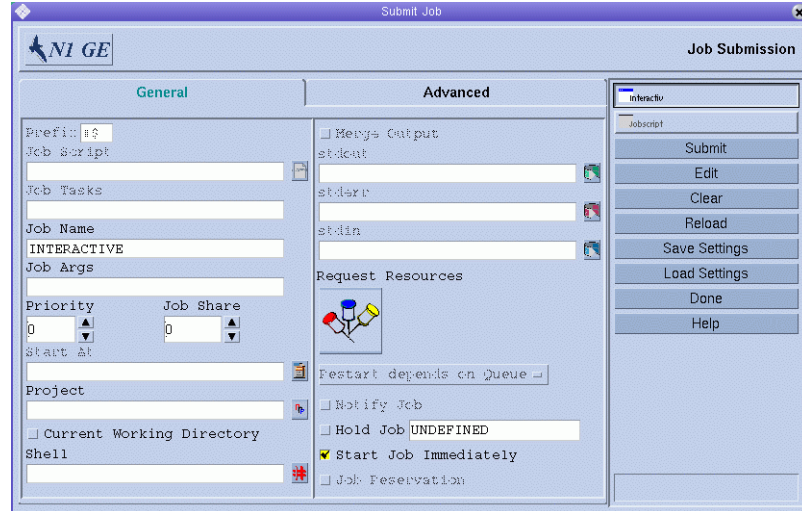 Submit Job
N1 GE
Job Submission
General
Advanced
Prefix #$
Job Script
Job Tasks
Job Name
INTERACTIVE
Job Args
Priority
Job Share
0
0
Start At
Project
Current Working Directory
Shell
Merge Output
stdout
stderr
stdin
Request Resources
Restart depends on Queue
Notify Job
Hold Job UNDEFINED
Start Job Immediately
Job Reservation
Interactiv
Jobscript
Submit
Edit
Clear
Reload
Save Settings
Load Settings
Done
Help